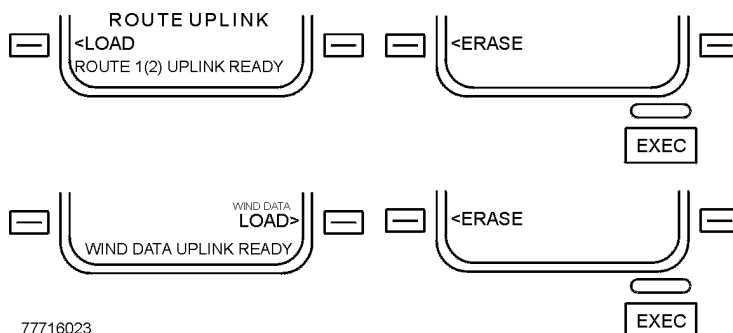 ROUTE UPLINK
<LOAD
ROUTE 1(2) UPLINK READY
<ERASE
EXEC
WIND DATA
LOAD>
WIND DATA UPLINK READY
<ERASE
EXEC
77716023